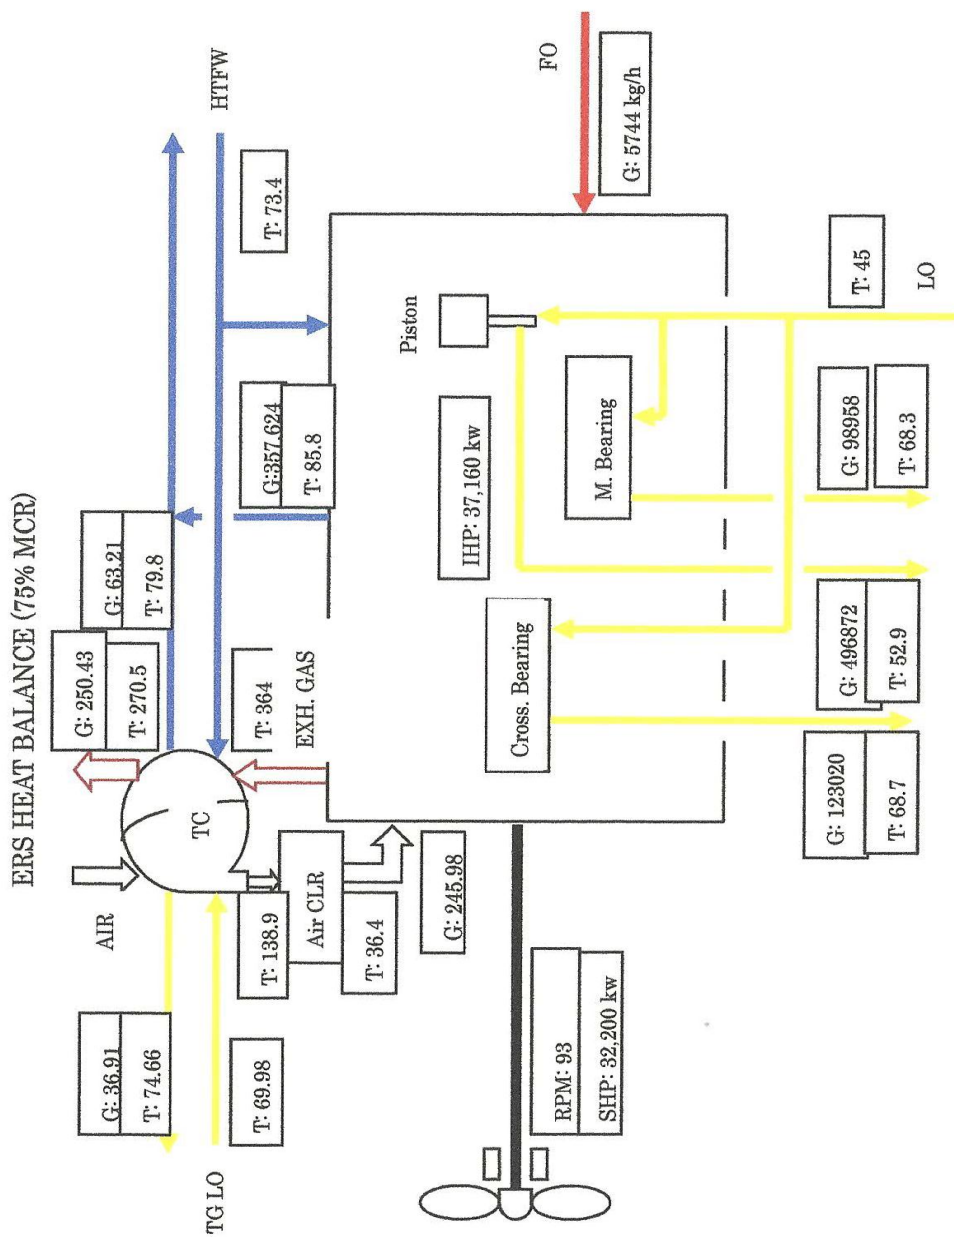 ERS HEAT BALANCE (75% MCR)
AIR
TC
G: 250.43
T: 270.5
G: 63.21
T: 79.8
HTFW
T: 73.4
G:357.624
T: 85.8
T: 364
EXH. GAS
G: 36.91
T: 74.66
TG LO
T: 69.98
T: 138.9
Air CLR
T: 36.4
G: 245.98
FO
G: 5744 kg/h
Piston
IHP: 37,160 kw
M. Bearing
Cross. Bearing
RPM: 93
SHP: 32,200 kw
T: 45
LO
G: 98958
T: 68.3
G: 496872
T: 52.9
G: 123020
T: 68.7